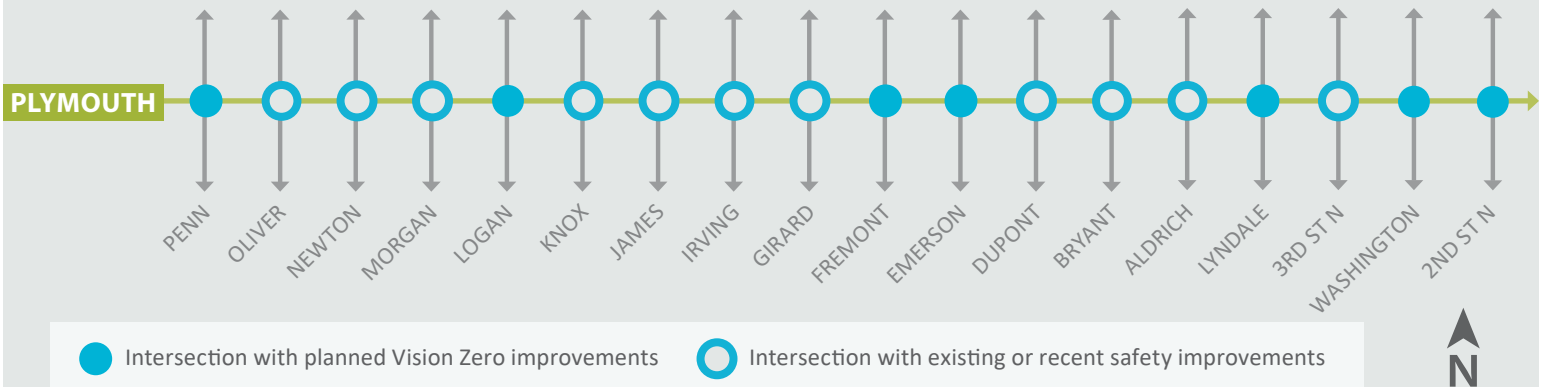 PLYMOUTH
PENN
OLIVER
NEWTON
MORGAN
LOGAN
KNOX
JAMES
IRVING
GIRARD
FREMONT
EMERSON
DUPONT
BRYANT
ALDRICH
LYNDALE
3RD ST N
WASHINGTON
2ND ST N
Intersection with planned Vision Zero improvements
Intersection with existing or recent safety improvements
N